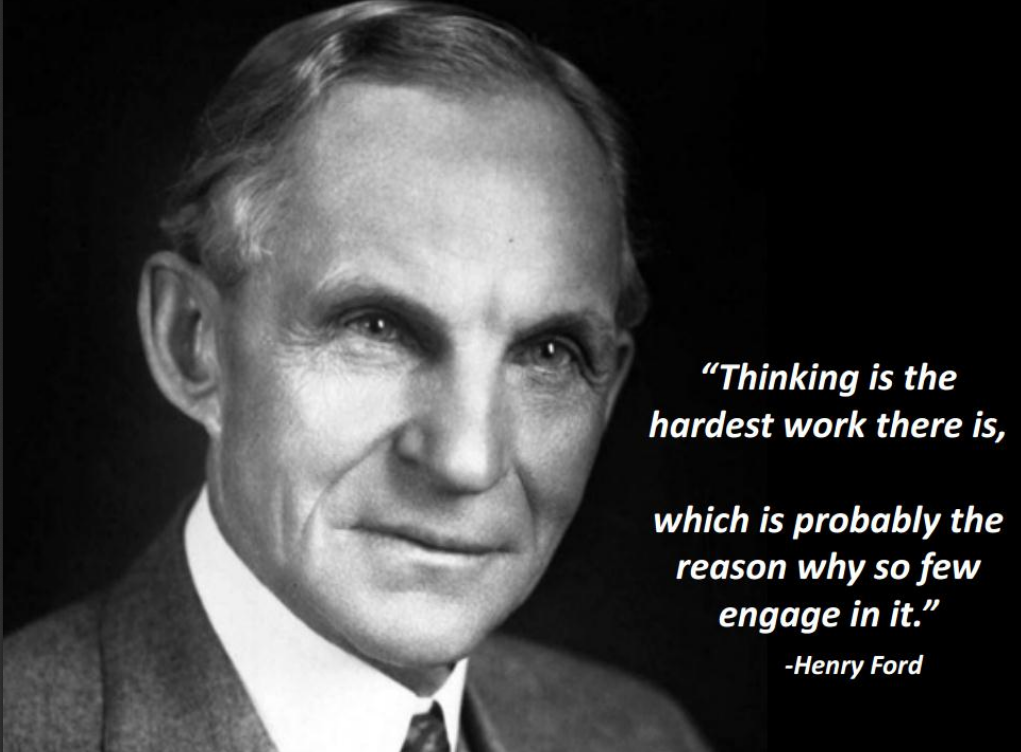 “Thinking is the
hardest work there is,
which is probably the
reason why so few
engage in it.”
-Henry Ford